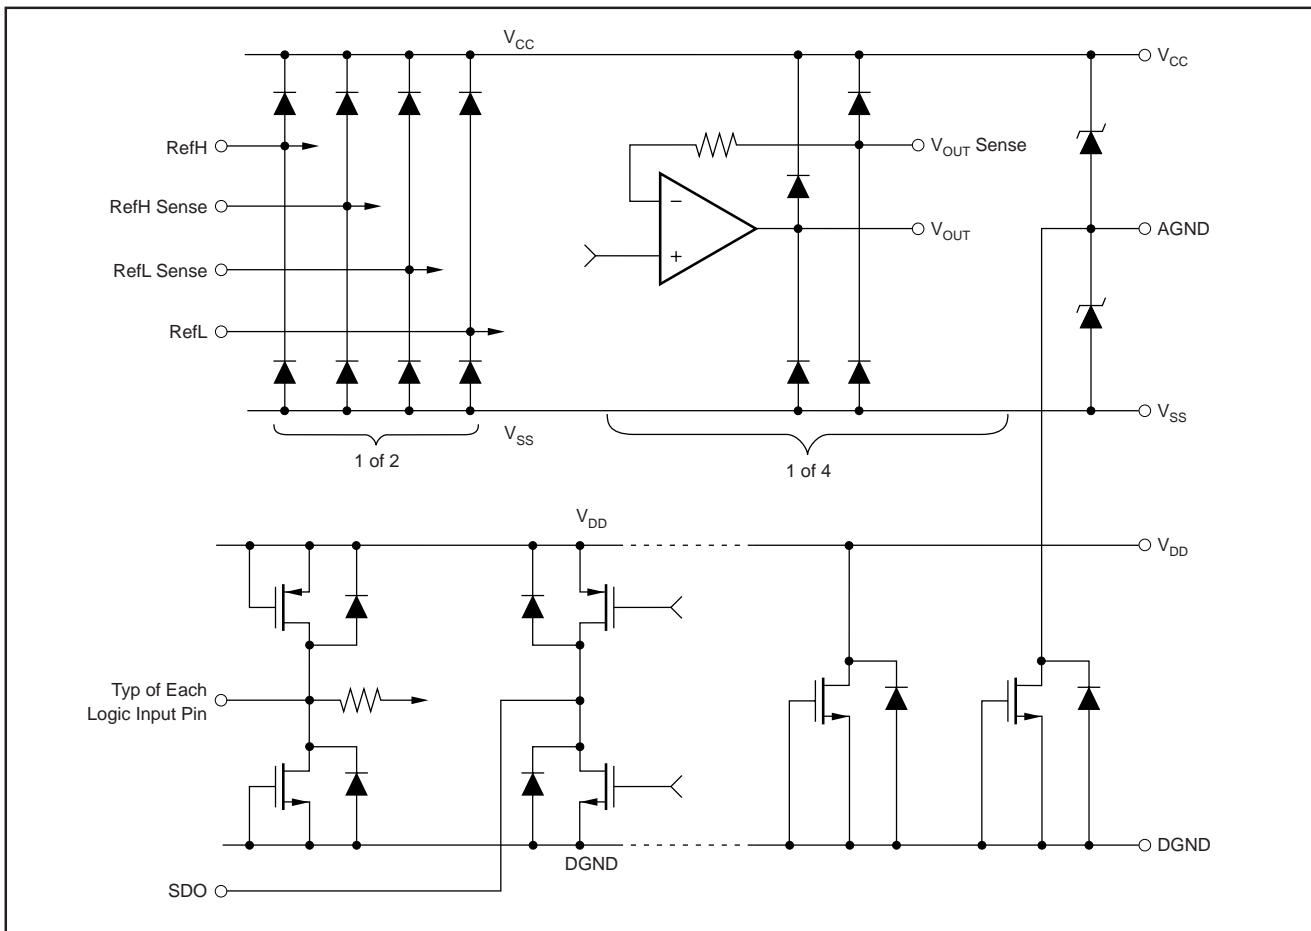 V_CC
V_CC
RefH
V_OUT Sense
−
RefH Sense
V_OUT
AGND
+
RefL Sense
RefL
V_SS
V_SS
1 of 2
1 of 4
V_DD
V_DD
Typ of Each
Logic Input Pin
DGND
DGND
SDO